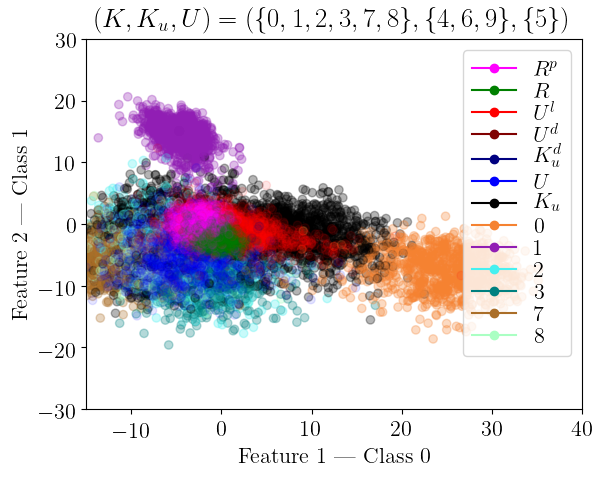 (K, K_u, U) = ({0, 1, 2, 3, 7, 8}, {4, 6, 9}, {5})
30
20
10
0
−10
−20
−30
−10
0
10
20
30
40
Feature 2 — Class 1
Feature 1 — Class 0
R^p
R
U^l
U^d
K_u^d
U
K_u
0
1
2
3
7
8